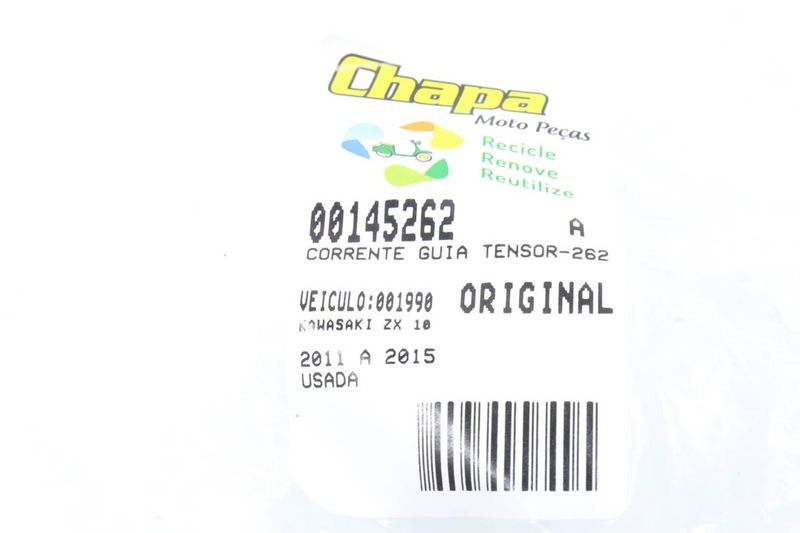 Chapa
Moto Peças
Recicle
Renove
Reutilize
00145262 A
CORRENTE GUIA TENSOR-262
VEICULO:001990 ORIGINAL
KAWASAKI ZX 10
2011 A 2015
USADA